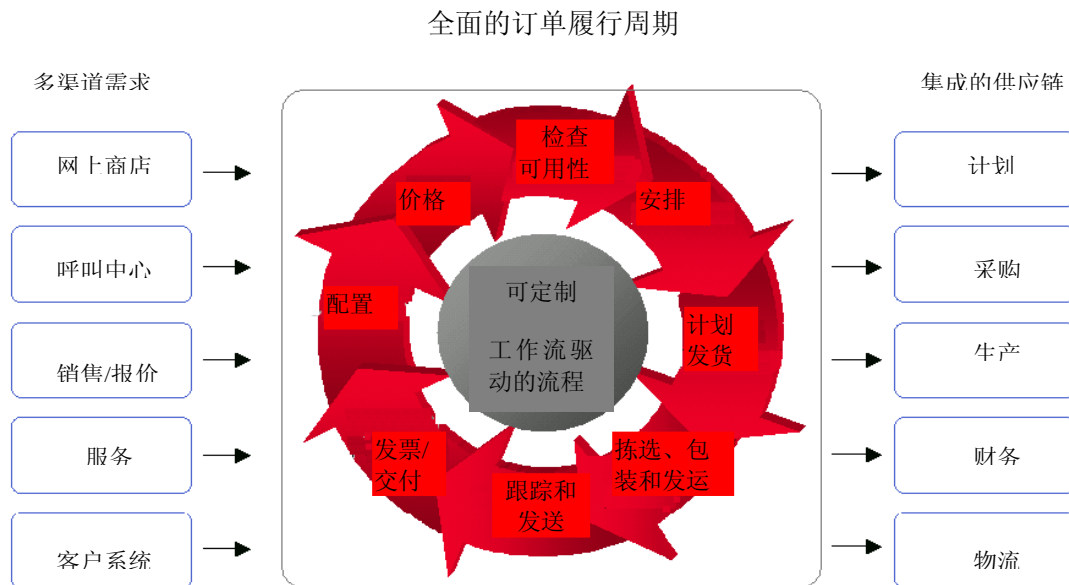 全面的订单履行周期
多渠道需求
网上商店
呼叫中心
销售/报价
服务
客户系统
检查
可用性
安排
计划
发货
拣选、包
装和发运
跟踪和
发送
发票/
交付
配置
价格
可定制
工作流驱
动的流程
集成的供应链
计划
采购
生产
财务
物流